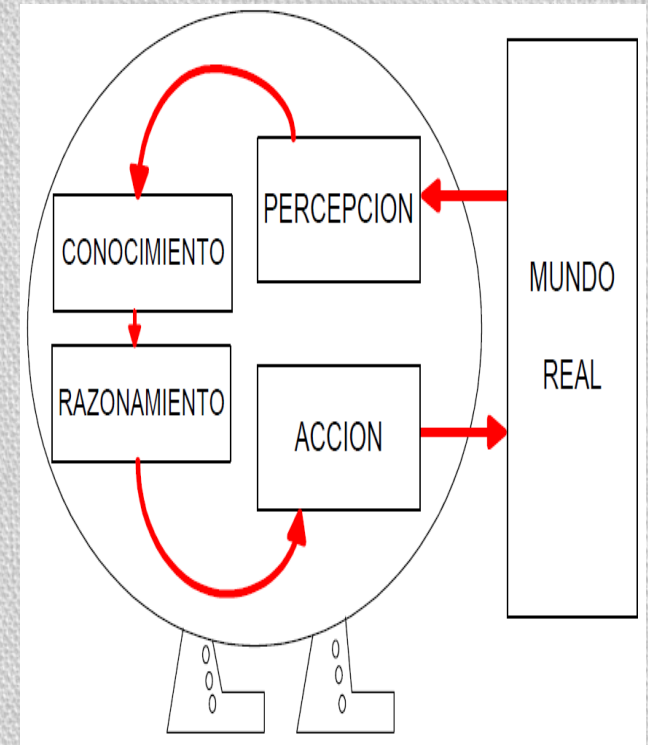 PERCEPCION
CONOCIMIENTO
RAZONAMIENTO
ACCION
MUNDO
REAL